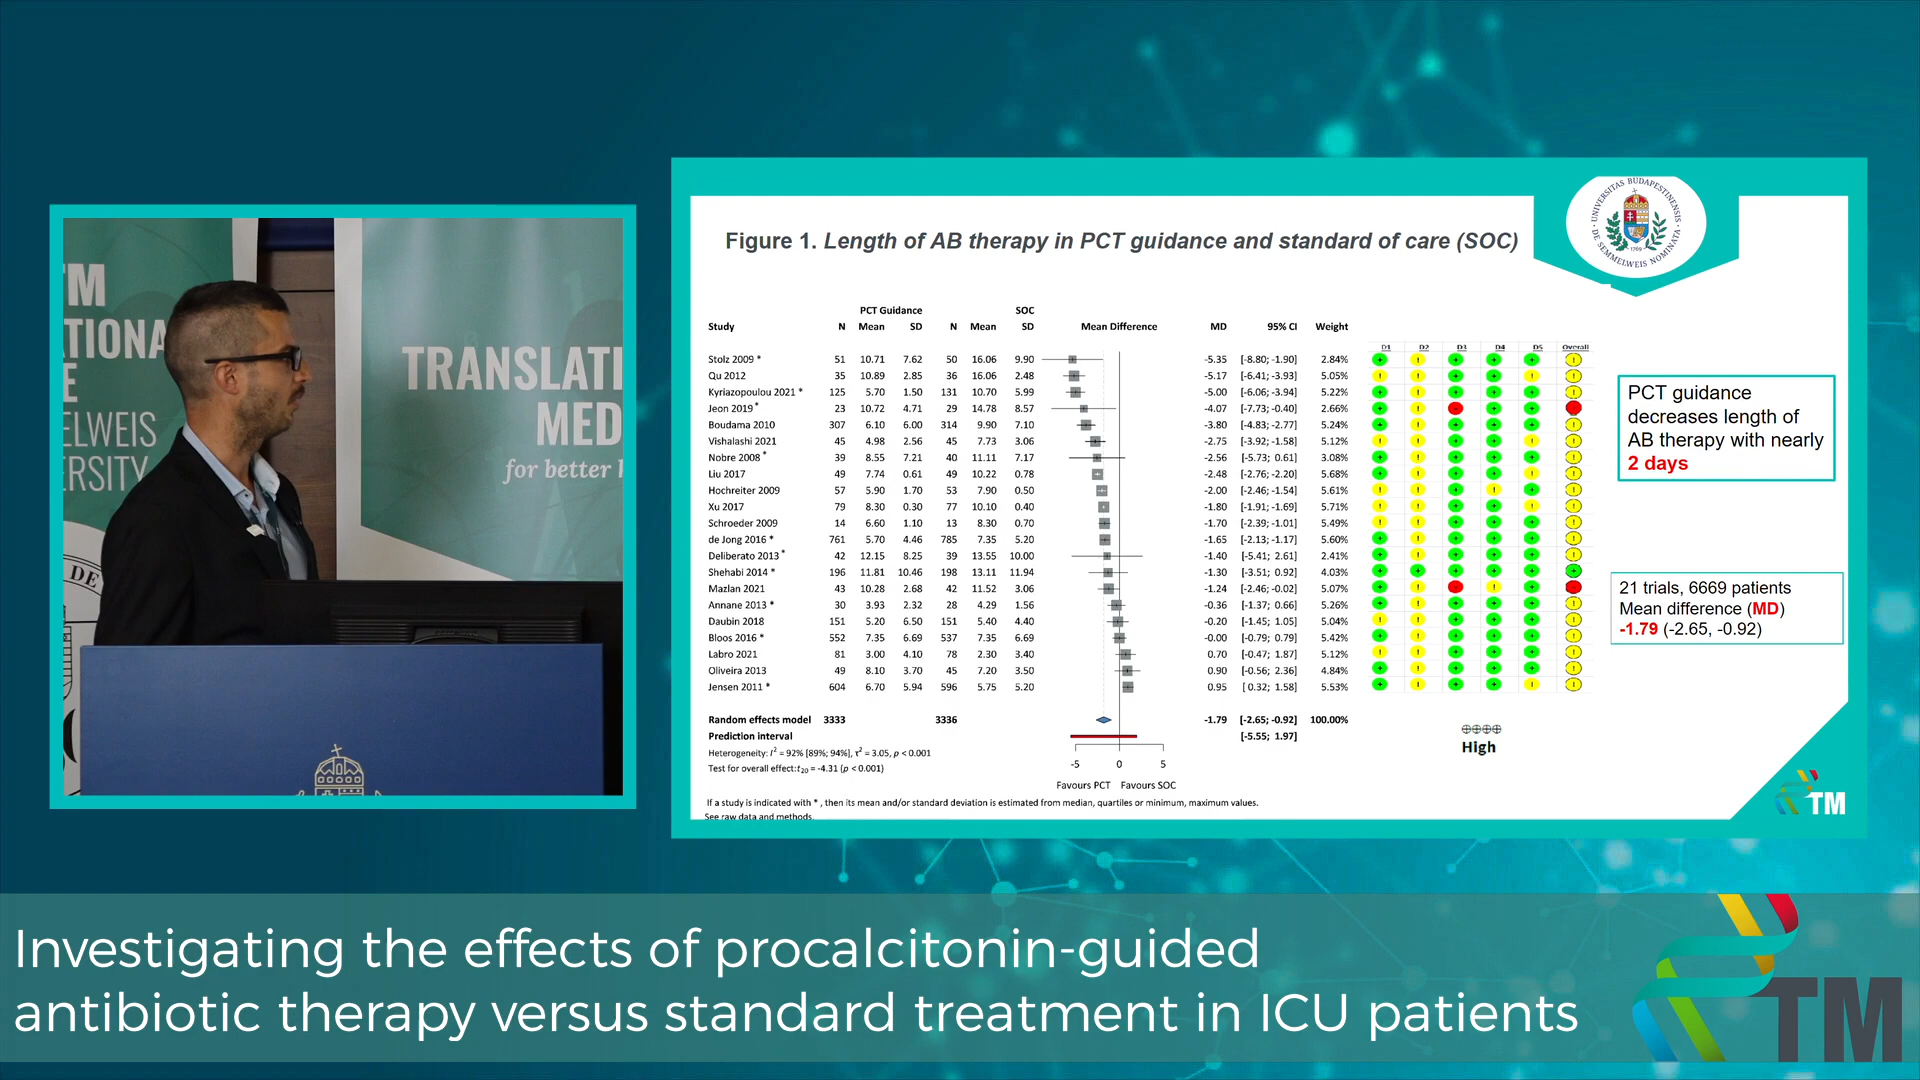 TM
TIONA
E
ELWEIS
ERSITY
DE
TRANSLATI
MED
for better
UNIVERSITAS BUDAPESTINENSIS
DE SEMMELWEIS NOMINATA
1769
Figure 1. Length of AB therapy in PCT guidance and standard of care (SOC)
PCT Guidance SOC
Study N Mean SD N Mean SD Mean Difference MD 95% CI Weight
D1 D2 D3 D4 D5 Overall
Stolz 2009 * 51 10.71 7.62 50 16.06 9.90 -5.35 [-8.80; -1.90] 2.84%
Qu 2012 35 10.89 2.85 36 16.06 2.48 -5.17 [-6.41; -3.93] 5.05%
Kyriazopoulou 2021 * 125 5.70 1.50 131 10.70 5.99 -5.00 [-6.06; -3.94] 5.22%
Jeon 2019 * 23 10.72 4.71 29 14.78 8.57 -4.07 [-7.73; -0.40] 2.66%
Boudama 2010 307 6.10 6.00 314 9.90 7.10 -3.80 [-4.83; -2.77] 5.24%
Vishalashi 2021 45 4.98 2.56 45 7.73 3.06 -2.75 [-3.92; -1.58] 5.12%
Nobre 2008 * 39 8.55 7.21 40 11.11 7.17 -2.56 [-5.73; 0.61] 3.08%
Liu 2017 49 7.74 0.61 49 10.22 0.78 -2.48 [-2.76; -2.20] 5.68%
Hochreiter 2009 57 5.90 1.70 53 7.90 0.50 -2.00 [-2.46; -1.54] 5.61%
Xu 2017 79 8.30 0.30 77 10.10 0.40 -1.80 [-1.91; -1.69] 5.71%
Schroeder 2009 14 6.60 1.10 13 8.30 0.70 -1.70 [-2.39; -1.01] 5.49%
de Jong 2016 * 761 5.70 4.46 785 7.35 5.20 -1.65 [-2.13; -1.17] 5.60%
Deliberato 2013 * 42 12.15 8.25 39 13.55 10.00 -1.40 [-5.41; 2.61] 2.41%
Shehabi 2014 * 196 11.81 10.46 198 13.11 11.94 -1.30 [-3.51; 0.92] 4.03%
Mazlan 2021 43 10.28 2.68 42 11.52 3.06 -1.24 [-2.46; -0.02] 5.07%
Annane 2013 * 30 3.93 2.32 28 4.29 1.56 -0.36 [-1.37; 0.66] 5.26%
Daubin 2018 151 5.20 6.50 151 5.40 4.40 -0.20 [-1.45; 1.05] 5.04%
Bloos 2016 * 552 7.35 6.69 537 7.35 6.69 -0.00 [-0.79; 0.79] 5.42%
Labro 2021 81 3.00 4.10 78 2.30 3.40 0.70 [-0.47; 1.87] 5.12%
Oliveira 2013 49 8.10 3.70 45 7.20 3.50 0.90 [-0.56; 2.36] 4.84%
Jensen 2011 * 604 6.70 5.94 596 5.75 5.20 0.95 [ 0.32; 1.58] 5.53%
Random effects model 3333 3336 -1.79 [-2.65; -0.92] 100.00%
Prediction interval [-5.55; 1.97]
Heterogeneity: I² = 92% [89%; 94%], τ² = 3.05, p < 0.001
Test for overall effect: t₂₀ = -4.31 (p < 0.001)
-5 0 5
Favours PCT Favours SOC
If a study is indicated with * , then its mean and/or standard deviation is estimated from median, quartiles or minimum, maximum values.
See raw data and methods.
High
PCT guidance
decreases length of
AB therapy with nearly
2 days
21 trials, 6669 patients
Mean difference (MD)
-1.79 (-2.65, -0.92)
TM
Investigating the effects of procalcitonin-guided
antibiotic therapy versus standard treatment in ICU patients
TM